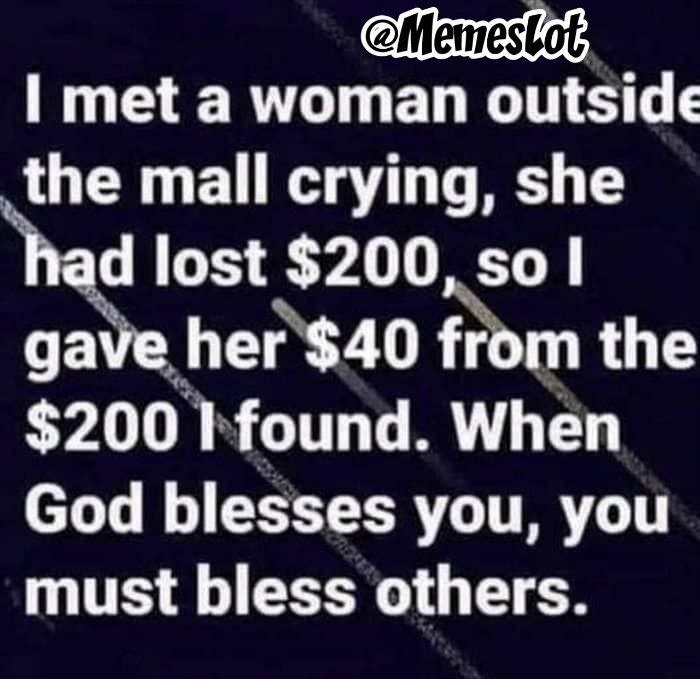 @MemesLot
I met a woman outside
the mall crying, she
had lost $200, so I
gave her $40 from the
$200 I found. When
God blesses you, you
must bless others.